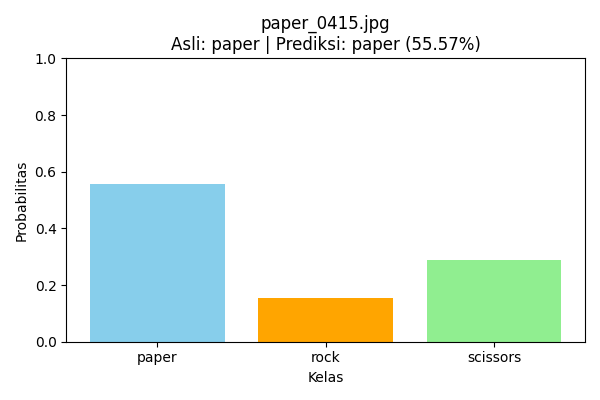 paper_0415.jpg
Asli: paper | Prediksi: paper (55.57%)
1.0
0.8
0.6
0.4
0.2
0.0
Probabilitas
paper rock scissors
Kelas